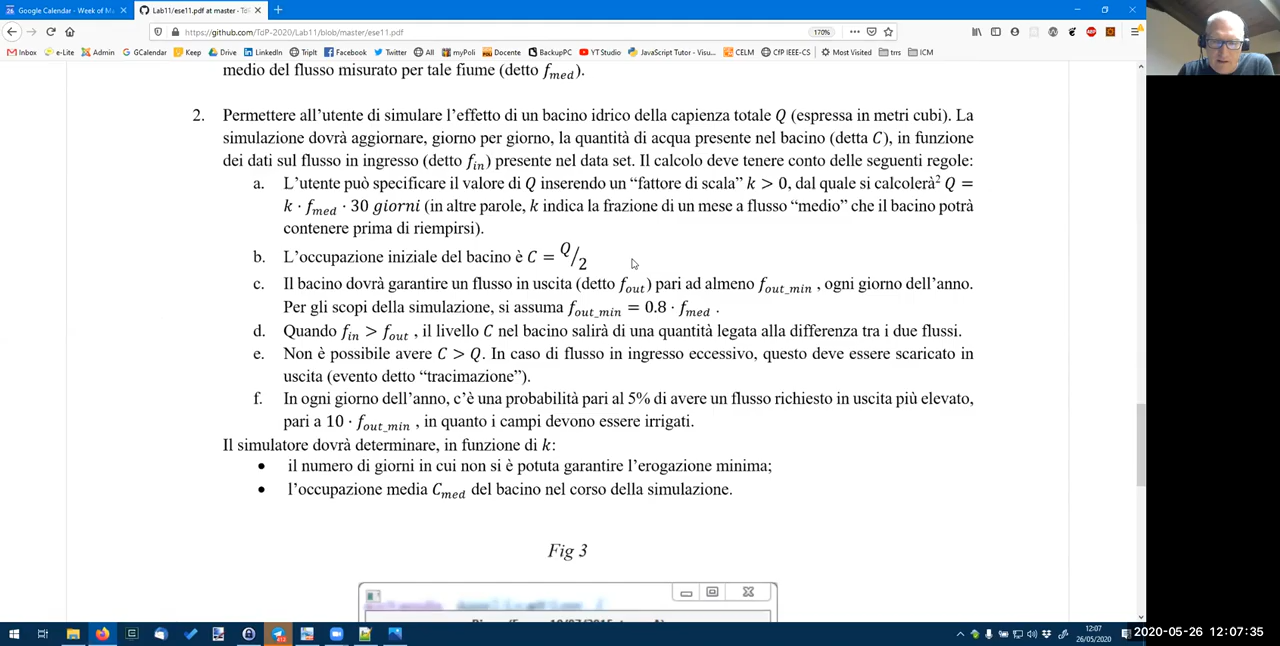 Google Calendar - Week of M
Lab11/ese11.pdf at master · TdP-
https://github.com/TdP-2020/Lab11/blob/master/ese11.pdf
170%
Inbox
e-Lite
Admin
GCalendar
Keep
Drive
LinkedIn
TripIt
Facebook
Twitter
All
myPoli
Docente
BackupPC
YT Studio
JavaScript Tutor - Visu...
CELM
CfP IEEE-CS
Most Visited
trrs
ICM
medio del flusso misurato per tale fiume (detto f_med).
2. Permettere all'utente di simulare l'effetto di un bacino idrico della capienza totale Q (espressa in metri cubi). La
simulazione dovrà aggiornare, giorno per giorno, la quantità di acqua presente nel bacino (detta C), in funzione
dei dati sul flusso in ingresso (detto f_in) presente nel data set. Il calcolo deve tenere conto delle seguenti regole:
a. L'utente può specificare il valore di Q inserendo un “fattore di scala” k > 0, dal quale si calcolerà² Q =
k · f_med · 30 giorni (in altre parole, k indica la frazione di un mese a flusso “medio” che il bacino potrà
contenere prima di riempirsi).
b. L'occupazione iniziale del bacino è C = Q/2
c. Il bacino dovrà garantire un flusso in uscita (detto f_out) pari ad almeno f_out_min , ogni giorno dell'anno.
Per gli scopi della simulazione, si assuma f_out_min = 0.8 · f_med .
d. Quando f_in > f_out , il livello C nel bacino salirà di una quantità legata alla differenza tra i due flussi.
e. Non è possibile avere C > Q. In caso di flusso in ingresso eccessivo, questo deve essere scaricato in
uscita (evento detto “tracimazione”).
f. In ogni giorno dell'anno, c'è una probabilità pari al 5% di avere un flusso richiesto in uscita più elevato,
pari a 10 · f_out_min , in quanto i campi devono essere irrigati.
Il simulatore dovrà determinare, in funzione di k:
• il numero di giorni in cui non si è potuta garantire l'erogazione minima;
• l'occupazione media C_med del bacino nel corso della simulazione.
Fig 3
12:07
26/05/2020
2020-05-26 12:07:35